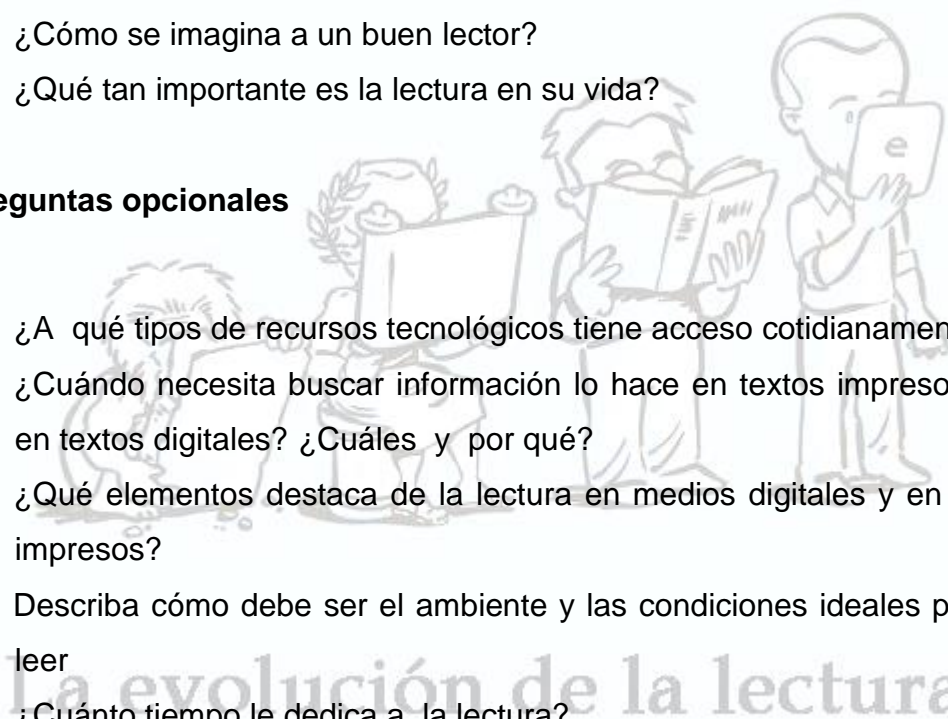 ¿Cómo se imagina a un buen lector?
¿Qué tan importante es la lectura en su vida?
eguntas opcionales
e
¿A qué tipos de recursos tecnológicos tiene acceso cotidianamen
¿Cuándo necesita buscar información lo hace en textos impreso
en textos digitales? ¿Cuáles y por qué?
¿Qué elementos destaca de la lectura en medios digitales y en
impresos?
Describa cómo debe ser el ambiente y las condiciones ideales p
leer
La evolución de la lectura
¿Cuánto tiempo le dedica a la lectura?